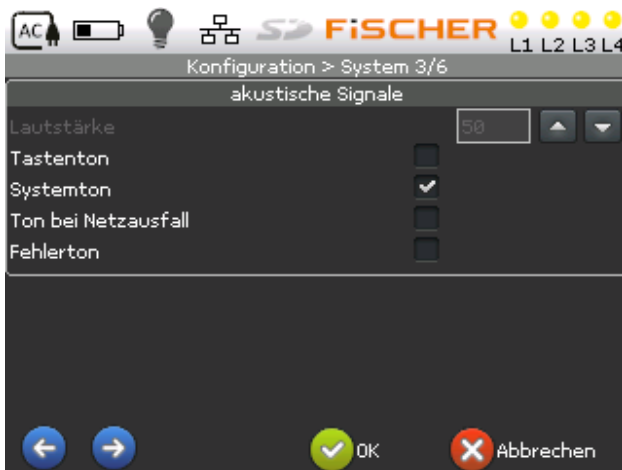 AC
SD
FiSCHER
L1 L2 L3 L4
Konfiguration > System 3/6
akustische Signale
Lautstärke 50
Tastenton
Systemton
Ton bei Netzausfall
Fehlerton
OK Abbrechen